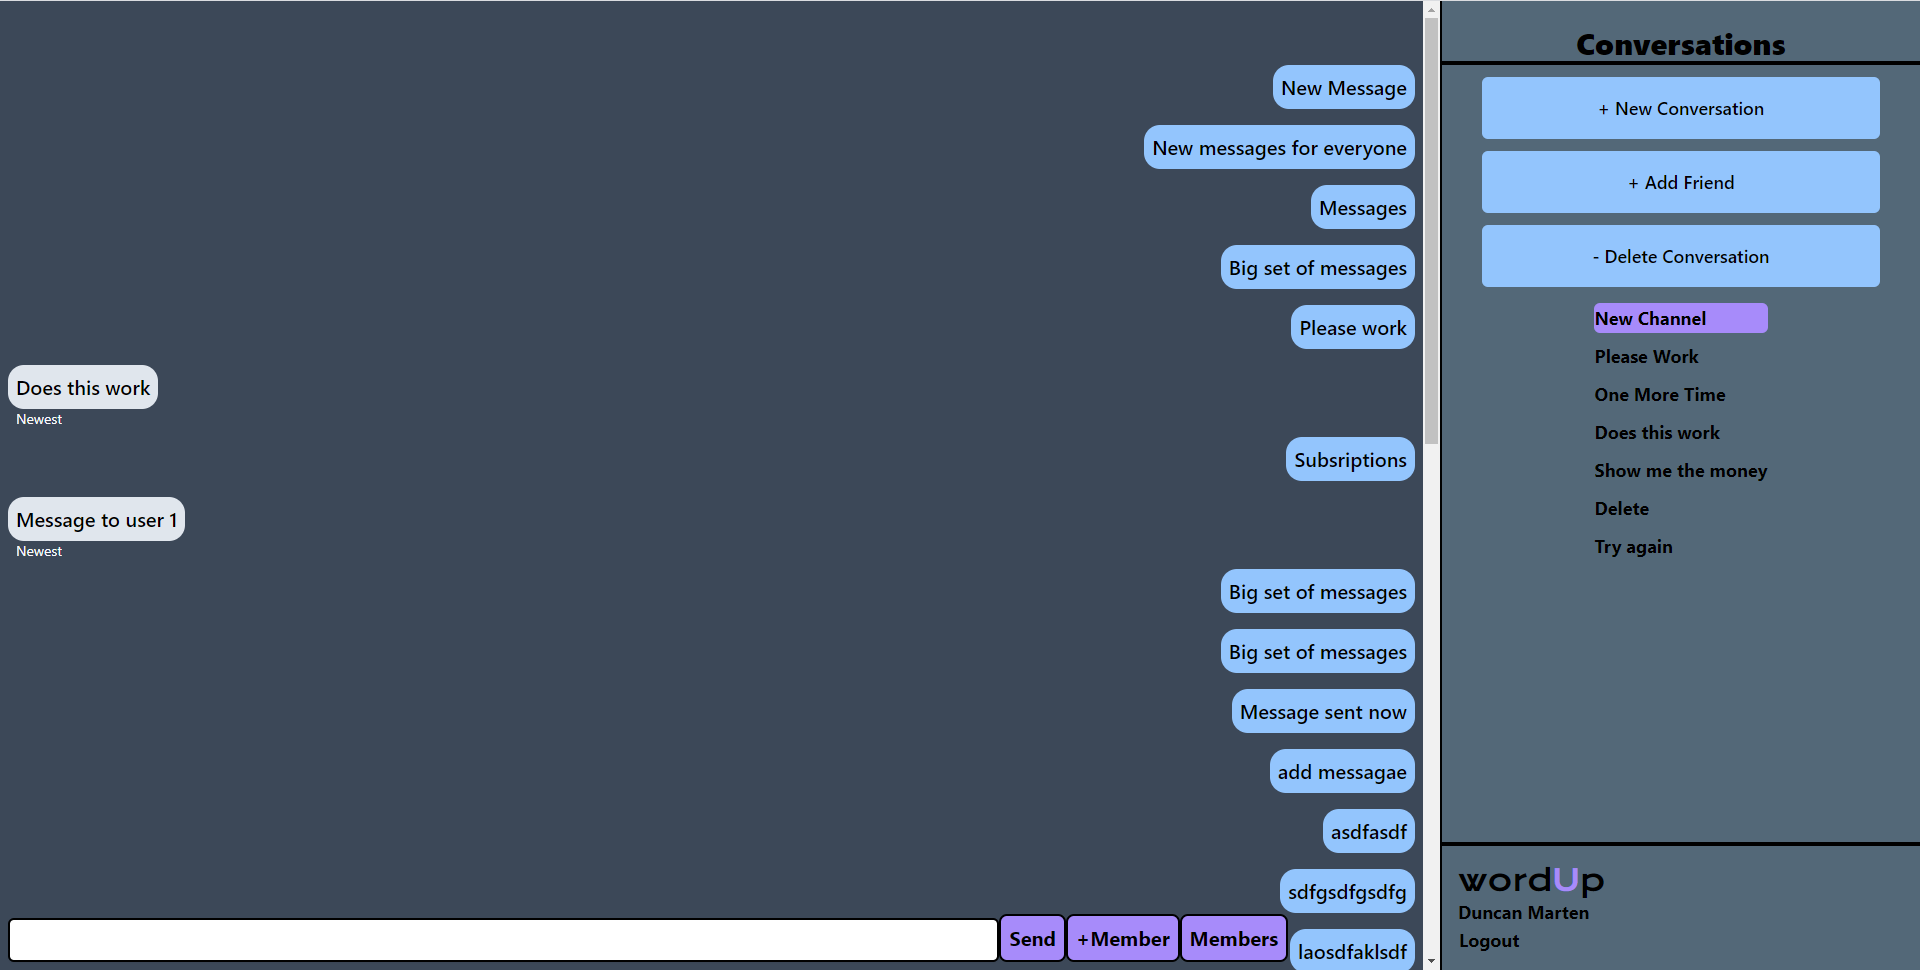 New Message
New messages for everyone
Messages
Big set of messages
Please work
Does this work
Newest
Subsriptions
Message to user 1
Newest
Big set of messages
Big set of messages
Message sent now
add messagae
asdfasdf
sdfgsdfgsdfg
laosdfaklsdf
Send
+Member
Members
Conversations
+ New Conversation
+ Add Friend
- Delete Conversation
New Channel
Please Work
One More Time
Does this work
Show me the money
Delete
Try again
wordUp
Duncan Marten
Logout